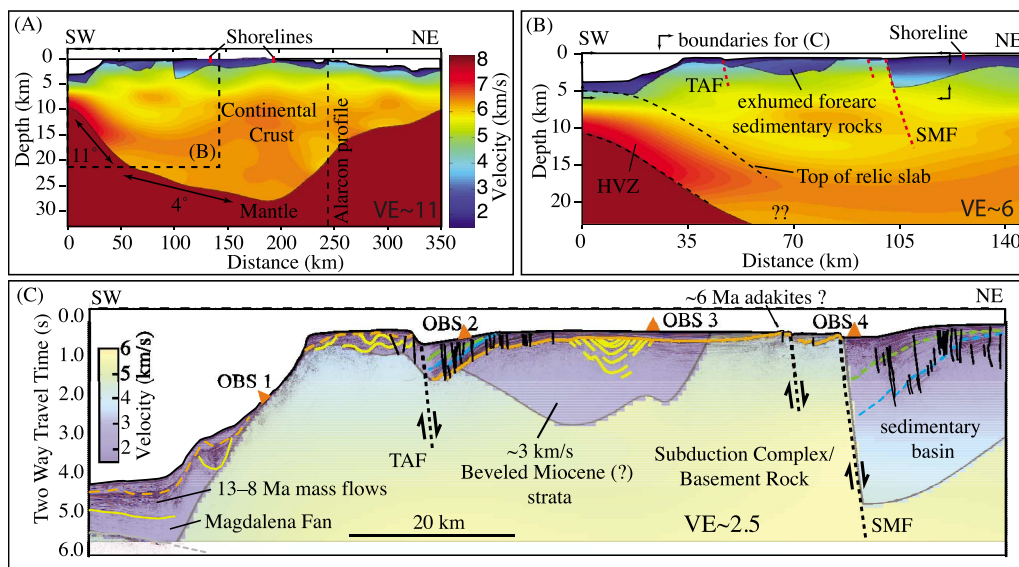 (A)
SW
Shorelines
NE
Depth (km)
0
5
10
15
20
25
30
11°
4°
(B)
Continental
Crust
Mantle
Alarcon profile
VE~11
0
50
100
150
200
250
300
350
Distance (km)
8
7
6
5
4
3
2
Velocity (km/s)
(B)
SW
boundaries for (C)
Shoreline
NE
Depth (km)
0
5
10
15
20
TAF
exhumed forearc
sedimentary rocks
SMF
HVZ
Top of relic slab
??
VE~6
0
35
70
105
140
Distance (km)
(C)
SW
~6 Ma adakites ?
NE
Two Way Travel Time (s)
0.0
1.0
2.0
3.0
4.0
5.0
6.0
6
5
4
3
2
Velocity (km/s)
OBS 1
OBS 2
OBS 3
OBS 4
TAF
~3 km/s
Beveled Miocene (?)
strata
Subduction Complex/
Basement Rock
sedimentary
basin
13–8 Ma mass flows
Magdalena Fan
20 km
VE~2.5
SMF